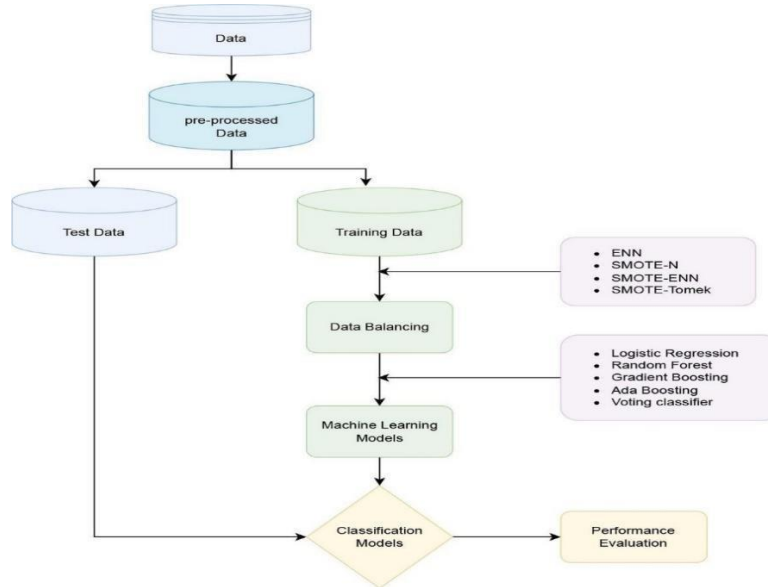 Data
pre-processed
Data
Test Data
Training Data
• ENN
• SMOTE-N
• SMOTE-ENN
• SMOTE-Tomek
Data Balancing
• Logistic Regression
• Random Forest
• Gradient Boosting
• Ada Boosting
• Voting classifier
Machine Learning
Models
Classification
Models
Performance
Evaluation